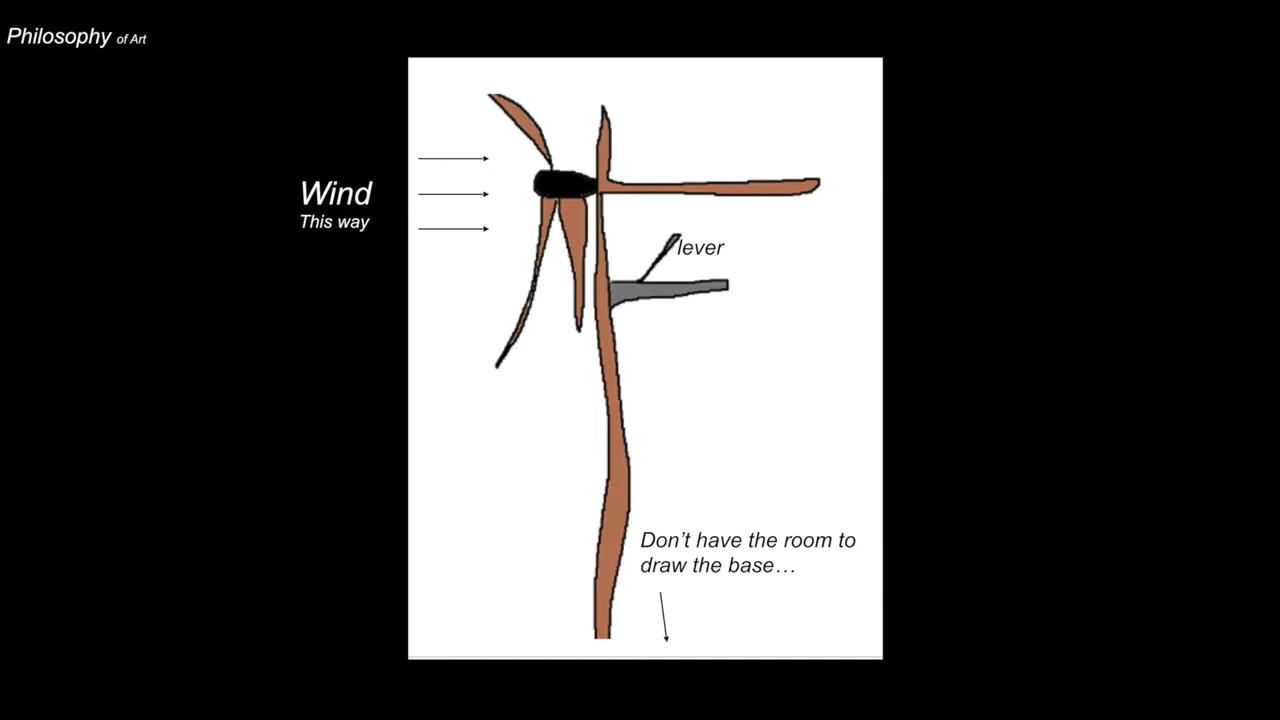 Philosophy of Art
Wind
This way
lever
Don't have the room to
draw the base…